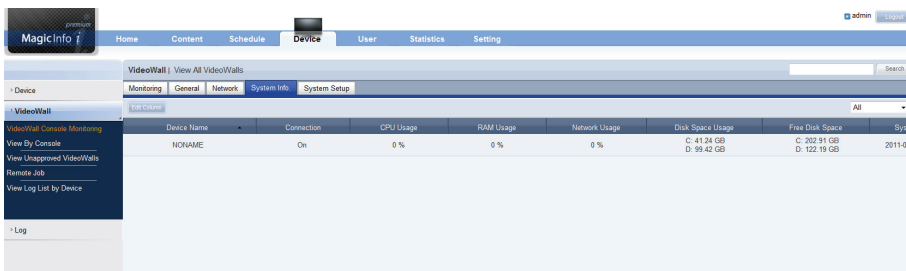 admin Logout
premium
MagicInfo i
Home Content Schedule Device User Statistics Setting
VideoWall | View All VideoWalls Search
Device
Monitoring General Network System Info. System Setup
VideoWall
Edit Column All
VideoWall Console Monitoring
Device Name Connection CPU Usage RAM Usage Network Usage Disk Space Usage Free Disk Space Sys
View By Console
NONAME On 0 % 0 % 0 % C: 41.24 GB C: 202.91 GB 2011-0
D: 99.42 GB D: 122.19 GB
View Unapproved VideoWalls
Remote Job
View Log List by Device
Log